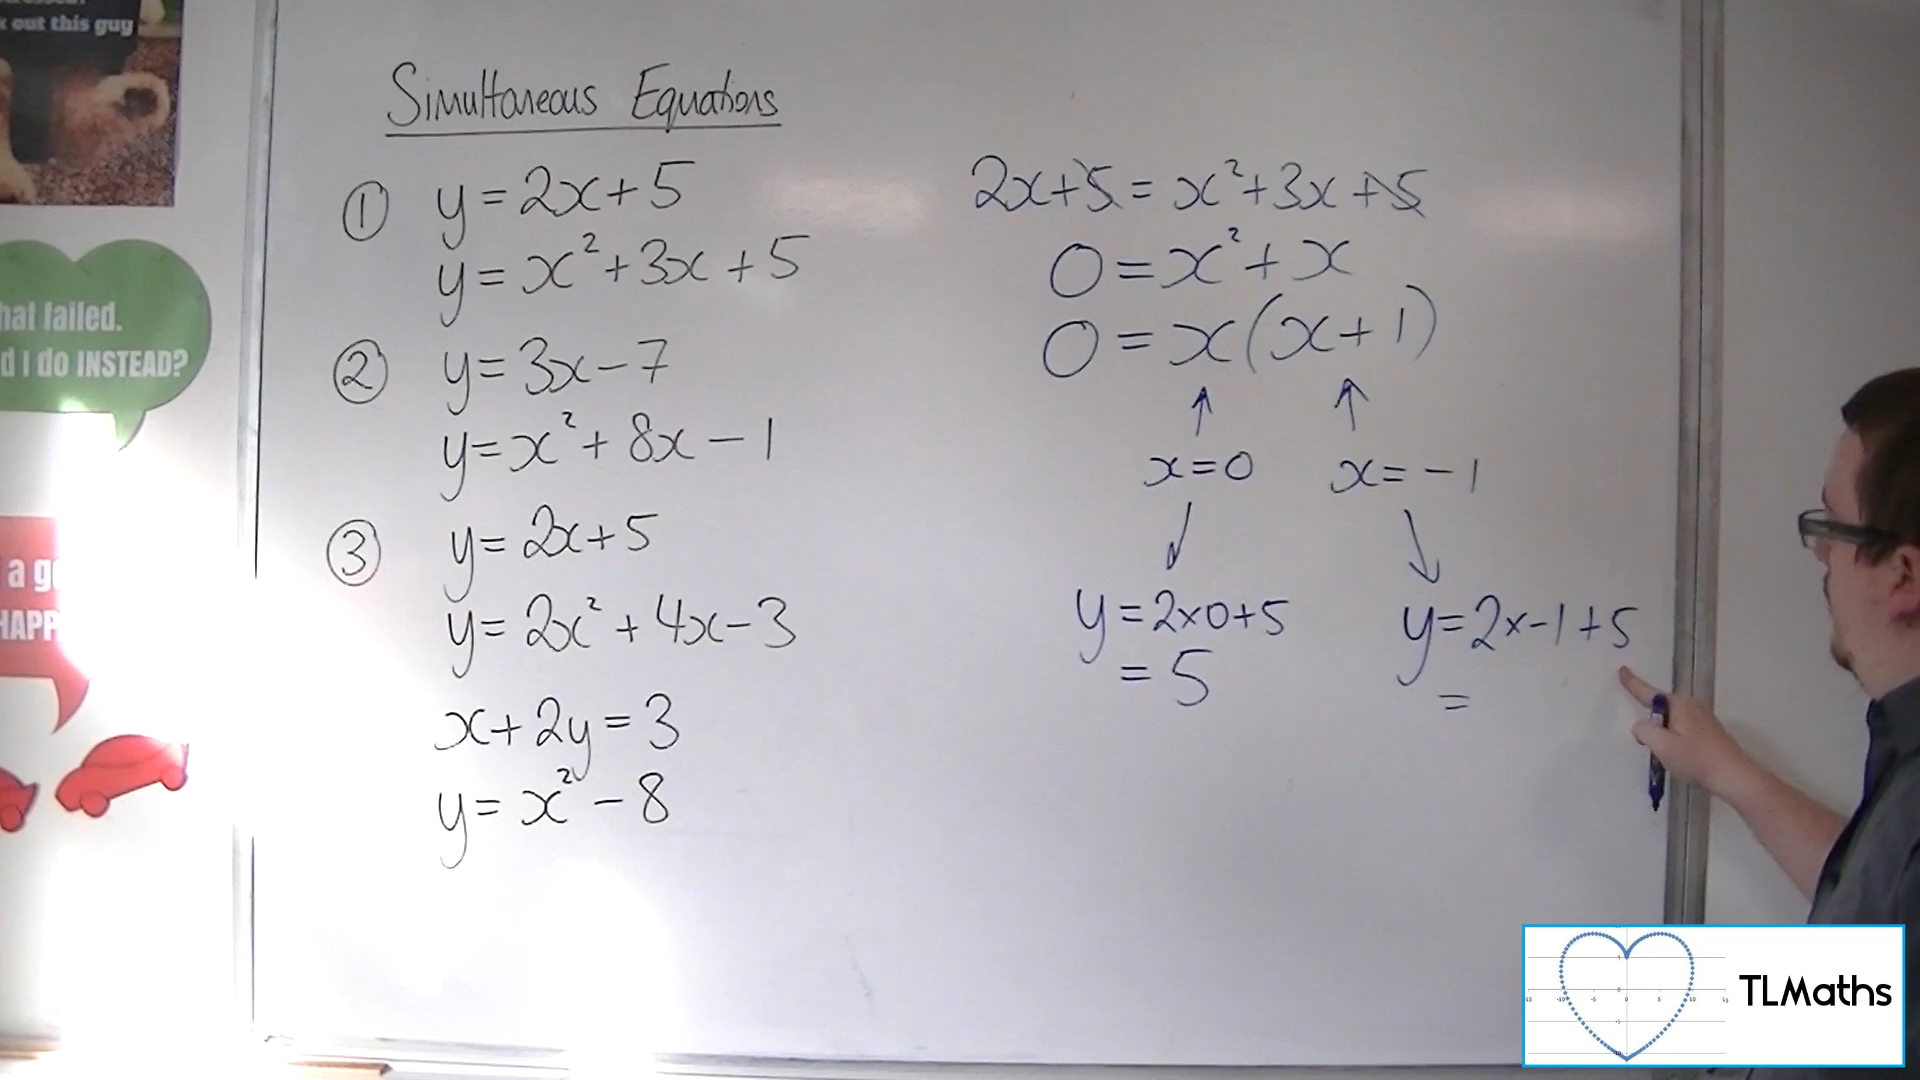 k out this guy
hat failed.
d I do INSTEAD?
a g
HAPP
Simultaneous Equations
① y = 2x + 5
y = x² + 3x + 5
② y = 3x - 7
y = x² + 8x - 1
③ y = 2x + 5
y = 2x² + 4x - 3
x + 2y = 3
y = x² - 8
2x + 5 = x² + 3x + 5
0 = x² + x
0 = x(x + 1)
x = 0 x = -1
y = 2×0+5 y = 2×-1+5
= 5 =
TLMaths